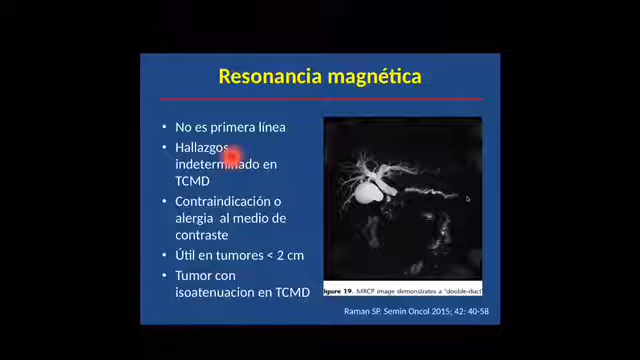 Resonancia magnética
• No es primera línea
• Hallazgos
indeterminado en
TCMD
• Contraindicación o
alergia al medio de
contraste
• Útil en tumores < 2 cm
• Tumor con
isoatenuacion en TCMD
igure 19. MRCP image demonstrates a "double-duct"
Raman SP. Semin Oncol 2015; 42: 40-58